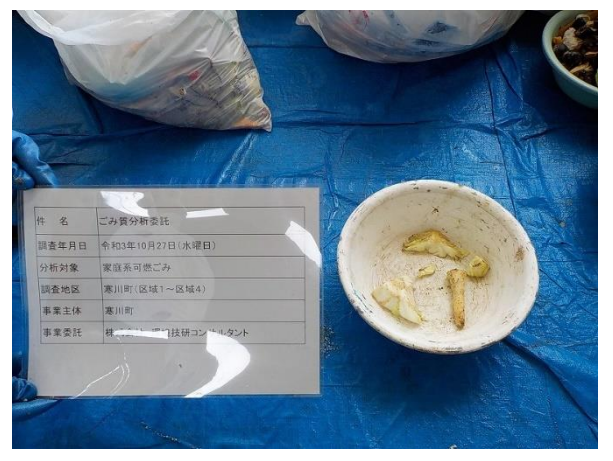 件 名 ごみ質分析委託
調査年月日 令和3年10月27日(水曜日)
分析対象 家庭系可燃ごみ
調査地区 寒川町(区域1～区域4)
事業主体 寒川町
事業委託 技研コンサルタント